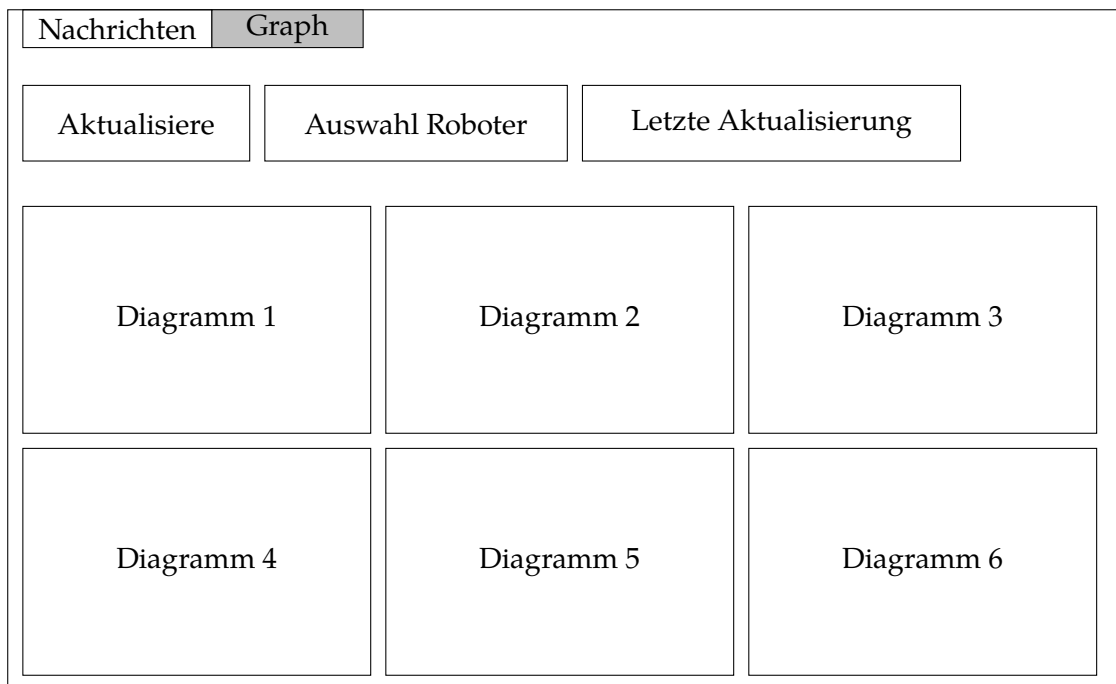 Nachrichten Graph
Aktualisiere Auswahl Roboter Letzte Aktualisierung
Diagramm 1 Diagramm 2 Diagramm 3
Diagramm 4 Diagramm 5 Diagramm 6